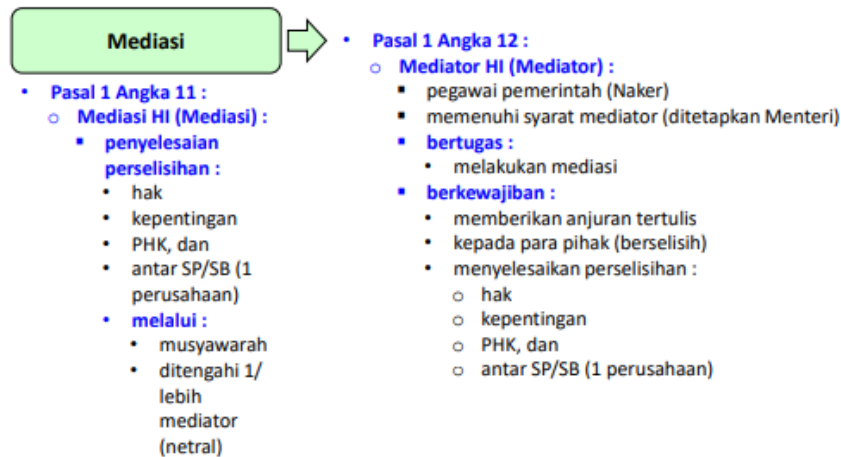 Mediasi
• Pasal 1 Angka 11 :
o Mediasi HI (Mediasi) :
▪ penyelesaian
perselisihan :
• hak
• kepentingan
• PHK, dan
• antar SP/SB (1
perusahaan)
• melalui :
• musyawarah
• ditengahi 1/
lebih
mediator
(netral)
• Pasal 1 Angka 12 :
o Mediator HI (Mediator) :
▪ pegawai pemerintah (Naker)
▪ memenuhi syarat mediator (ditetapkan Menteri)
▪ bertugas :
• melakukan mediasi
▪ berkewajiban :
• memberikan anjuran tertulis
• kepada para pihak (berselisih)
• menyelesaikan perselisihan :
o hak
o kepentingan
o PHK, dan
o antar SP/SB (1 perusahaan)